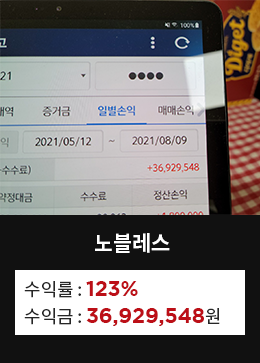 고
21
●●●●
내역 증거금 일별손익 매매손익
익 2021/05/12 ~ 2021/08/09
수수료) +36,929,548
약정대금 수수료 정산손익
Diget
노블레스
수익률 : 123%
수익금 : 36,929,548원